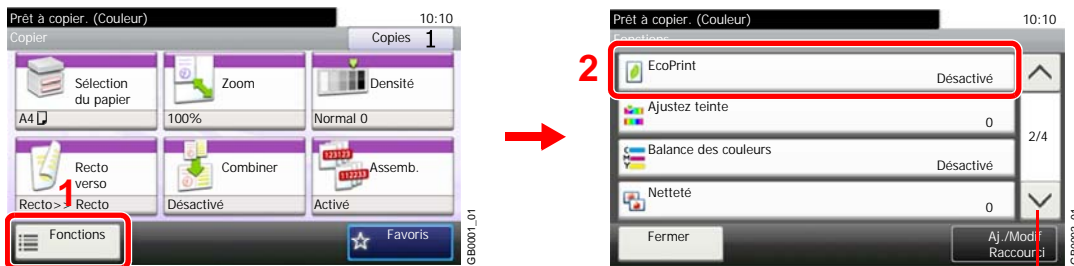 Prêt à copier. (Couleur)
10:10
Copier
Copies 1
Sélection
du papier
A4
Zoom
100%
Densité
Normal 0
Recto
verso
Recto>> Recto
Combiner
Désactivé
Assemb.
123123
112233
Activé
1
Fonctions
Favoris
GB0001_01
Prêt à copier. (Couleur)
10:10
Fonctions
2
EcoPrint
Désactivé
Ajustez teinte
0
2/4
Balance des couleurs
Désactivé
C
M
Y
Netteté
0
Fermer
Aj./Modif
Raccourci